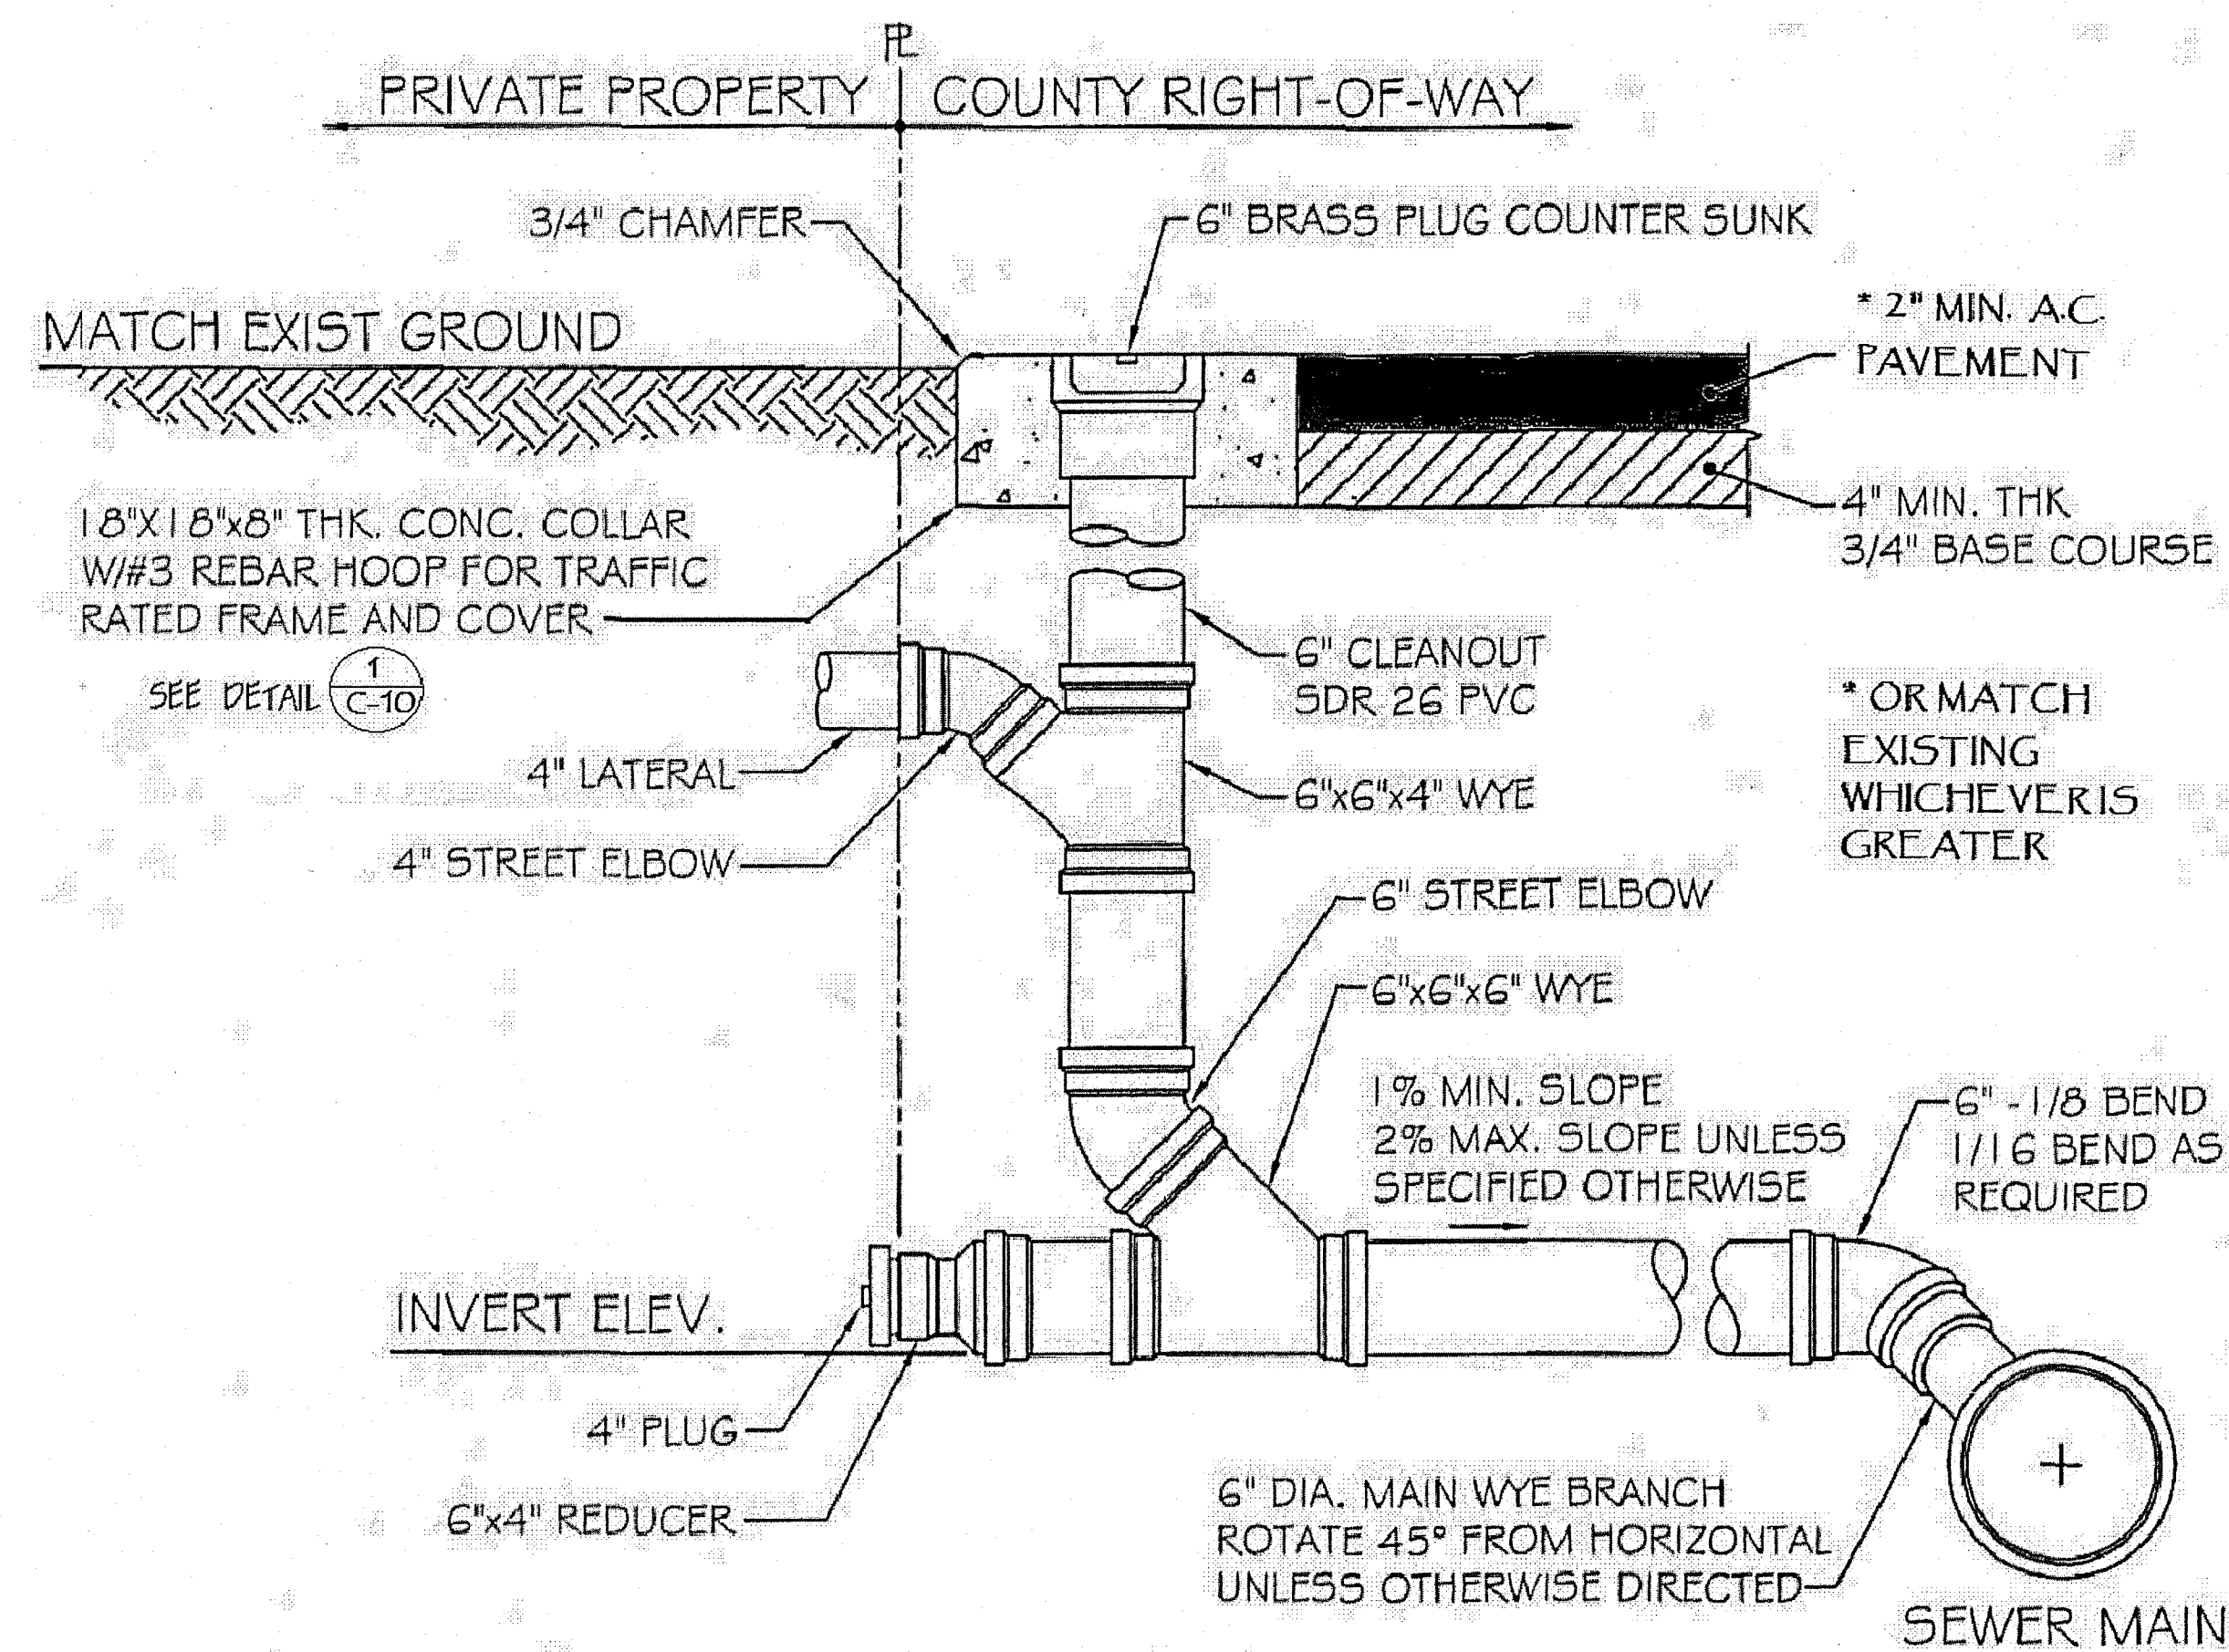 PL
PRIVATE PROPERTY
COUNTY RIGHT-OF-WAY
3/4" CHAMFER
6" BRASS PLUG COUNTER SUNK
MATCH EXIST GROUND
* 2" MIN. A.C.
PAVEMENT
18"X18"x8" THK. CONC. COLLAR
W/#3 REBAR HOOP FOR TRAFFIC
RATED FRAME AND COVER
SEE DETAIL
1
C-10
4" MIN. THK
3/4" BASE COURSE
6" CLEANOUT
SDR 26 PVC
* OR MATCH
EXISTING
WHICHEVER IS
GREATER
4" LATERAL
6"x6"x4" WYE
4" STREET ELBOW
6" STREET ELBOW
6"x6"x6" WYE
1% MIN. SLOPE
2% MAX. SLOPE UNLESS
SPECIFIED OTHERWISE
6" - 1/8 BEND
1/16 BEND AS
REQUIRED
INVERT ELEV.
4" PLUG
6"x4" REDUCER
6" DIA. MAIN WYE BRANCH
ROTATE 45° FROM HORIZONTAL
UNLESS OTHERWISE DIRECTED
SEWER MAIN